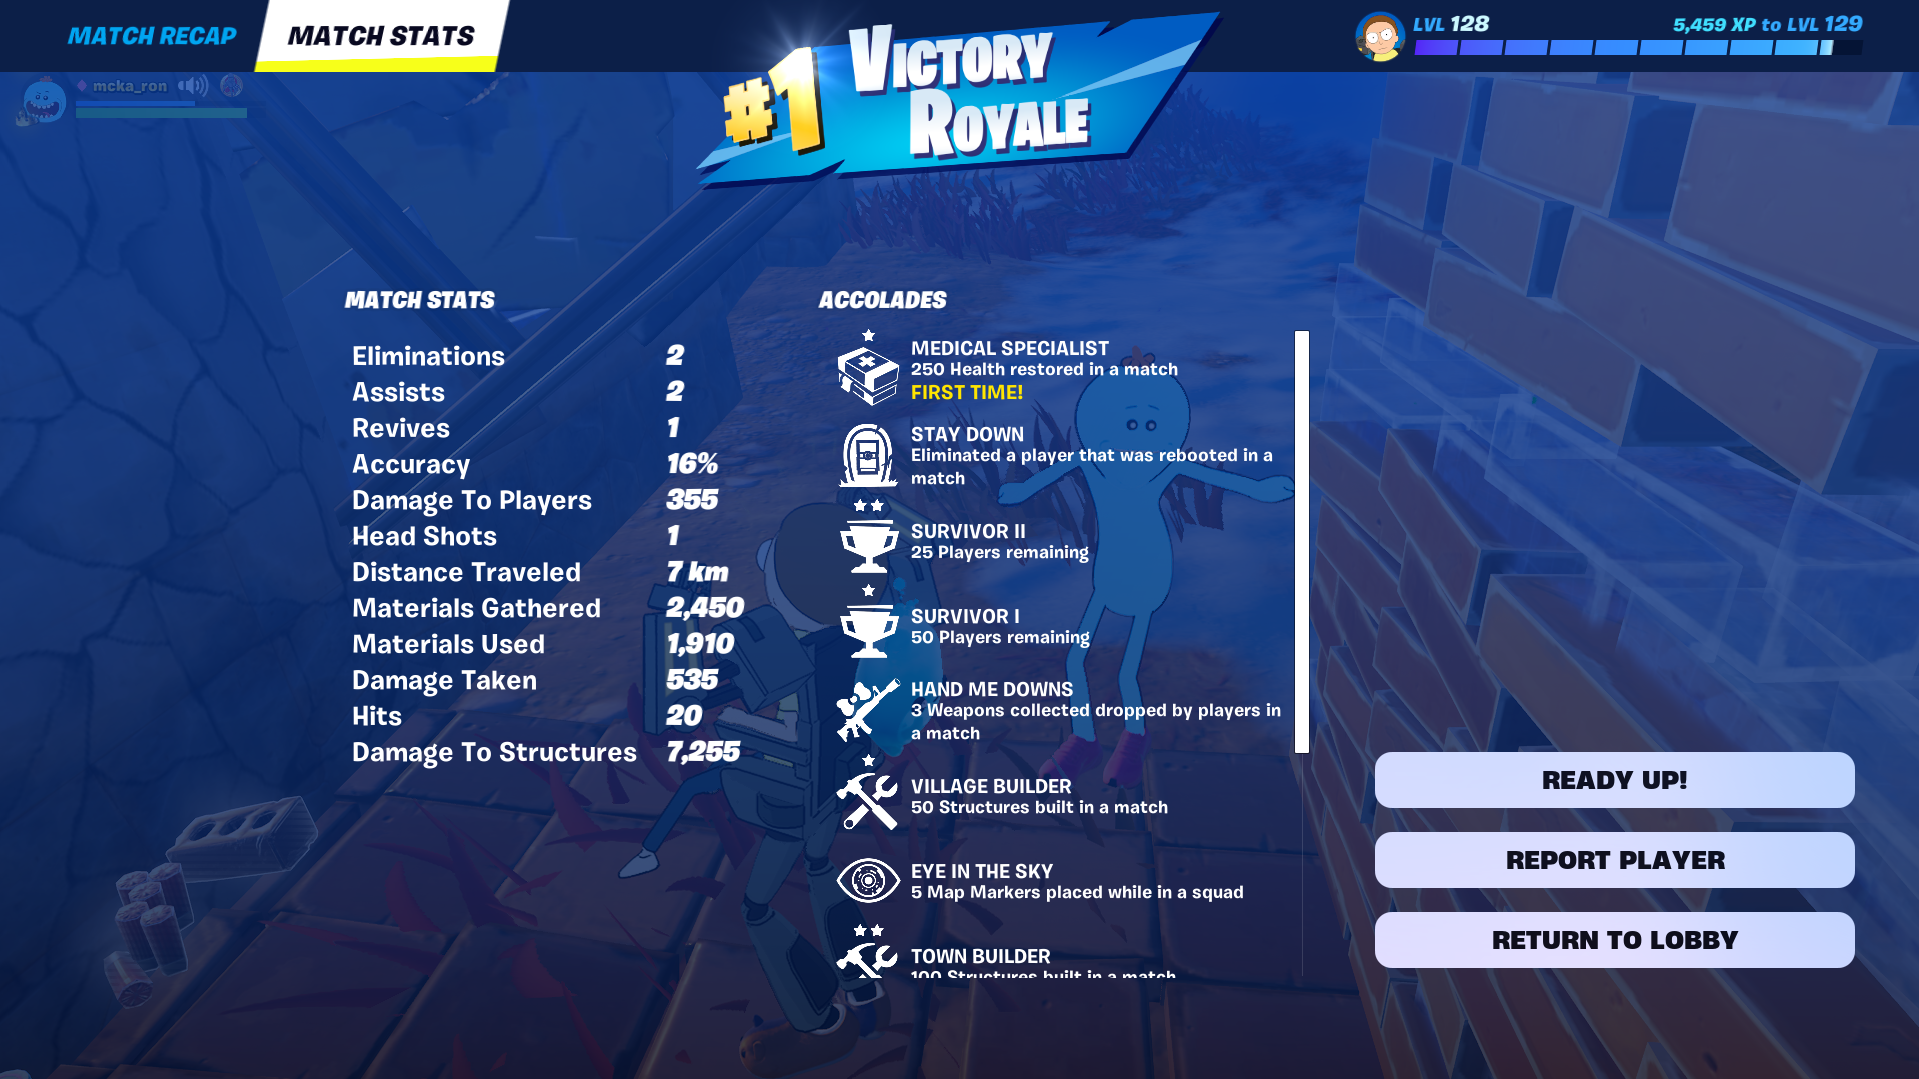 MATCH RECAP
MATCH STATS
#1 VICTORY
ROYALE
LVL 128
5,459 XP to LVL 129
mcka_ron
MATCH STATS
Eliminations 2
Assists 2
Revives 1
Accuracy 16%
Damage To Players 355
Head Shots 1
Distance Traveled 7 km
Materials Gathered 2,450
Materials Used 1,910
Damage Taken 535
Hits 20
Damage To Structures 7,255
ACCOLADES
MEDICAL SPECIALIST
250 Health restored in a match
FIRST TIME!
STAY DOWN
Eliminated a player that was rebooted in a
match
SURVIVOR II
25 Players remaining
SURVIVOR I
50 Players remaining
HAND ME DOWNS
3 Weapons collected dropped by players in
a match
VILLAGE BUILDER
50 Structures built in a match
EYE IN THE SKY
5 Map Markers placed while in a squad
TOWN BUILDER
100 Structures built in a match
READY UP!
REPORT PLAYER
RETURN TO LOBBY